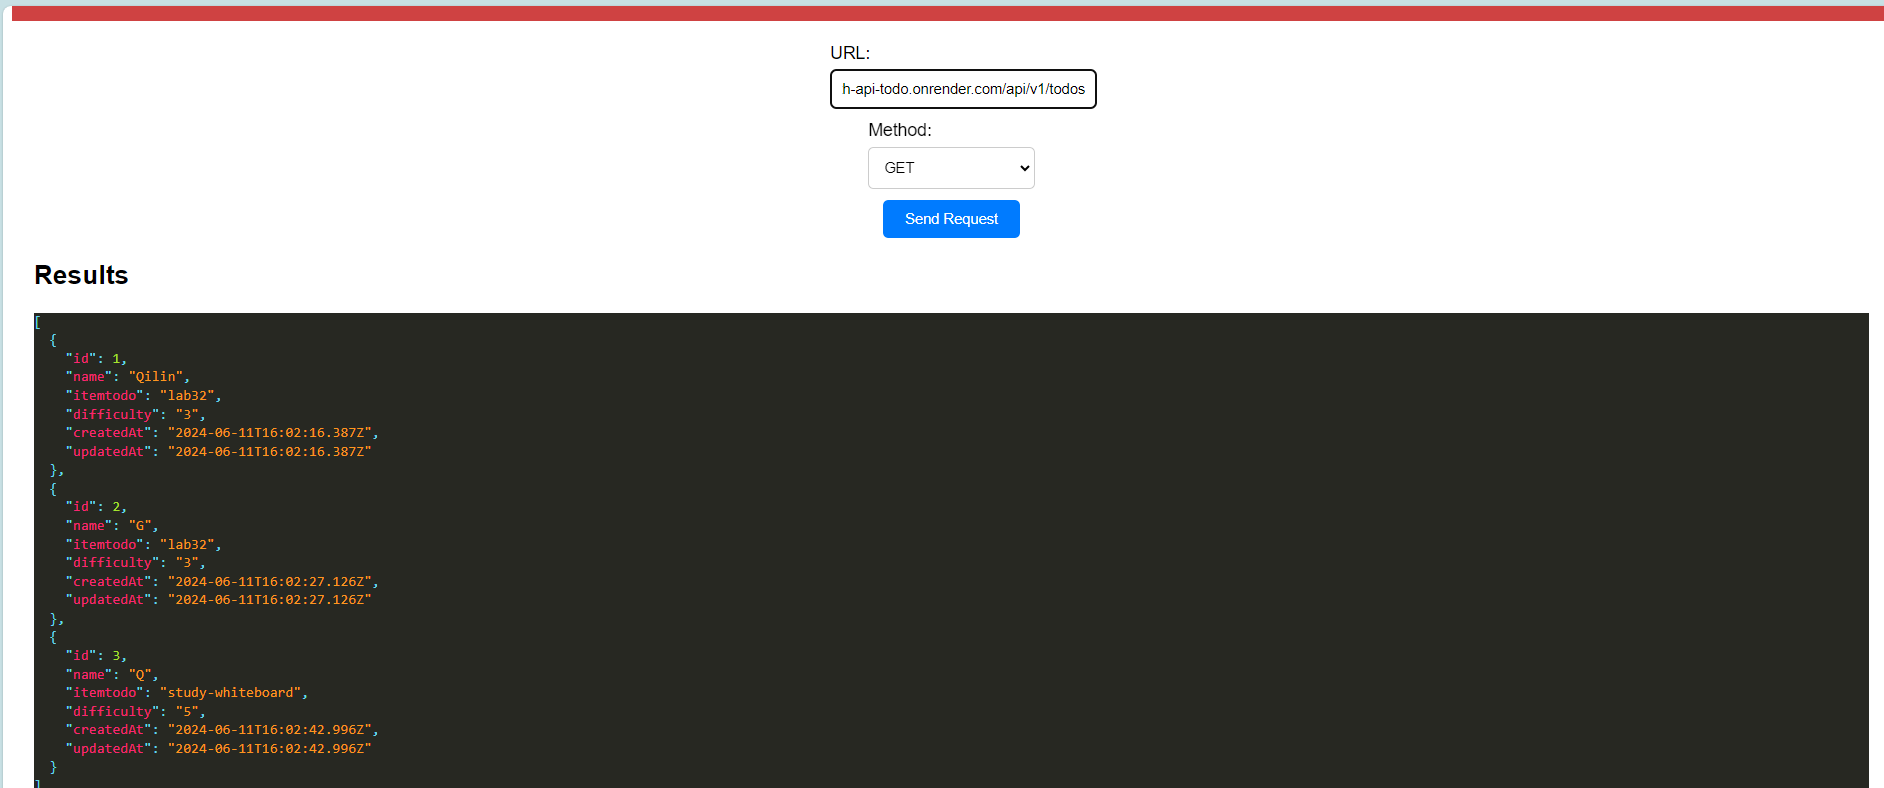 URL:
h-api-todo.onrender.com/api/v1/todos
Method:
GET
Send Request
Results
[
{
"id": 1,
"name": "Qilin",
"itemtodo": "lab32",
"difficulty": "3",
"createdAt": "2024-06-11T16:02:16.387Z",
"updatedAt": "2024-06-11T16:02:16.387Z"
},
{
"id": 2,
"name": "G",
"itemtodo": "lab32",
"difficulty": "3",
"createdAt": "2024-06-11T16:02:27.126Z",
"updatedAt": "2024-06-11T16:02:27.126Z"
},
{
"id": 3,
"name": "Q",
"itemtodo": "study-whiteboard",
"difficulty": "5",
"createdAt": "2024-06-11T16:02:42.996Z",
"updatedAt": "2024-06-11T16:02:42.996Z"
}
]